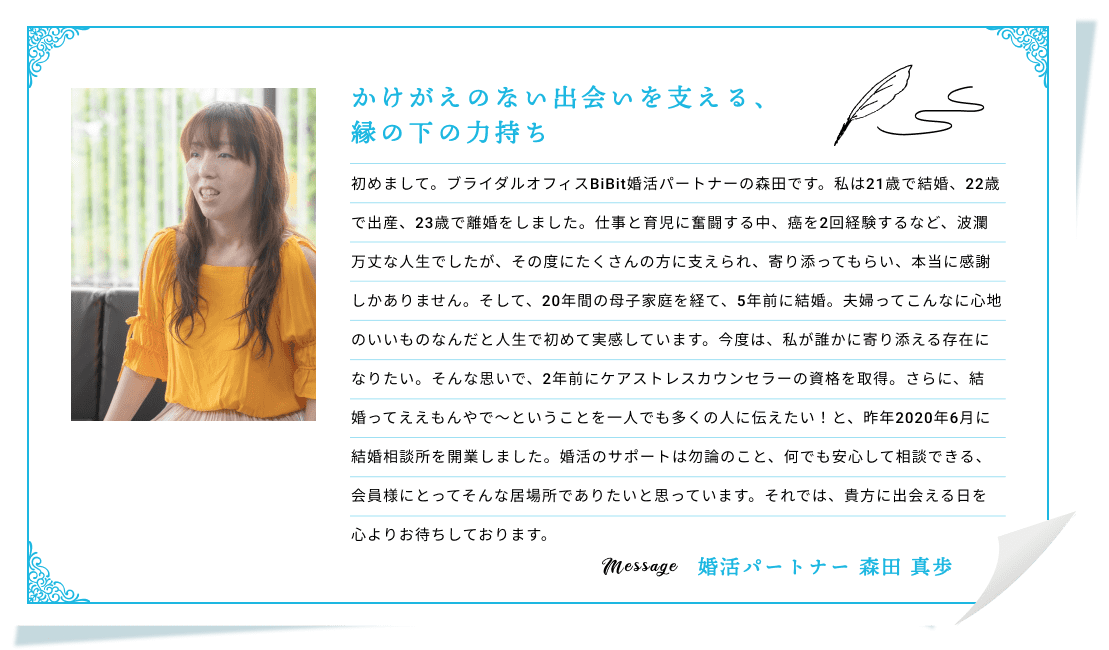 かけがえのない出会いを支える、
縁の下の力持ち
初めまして。ブライダルオフィスBiBit婚活パートナーの森田です。私は21歳で結婚、22歳
で出産、23歳で離婚をしました。仕事と育児に奮闘する中、癌を2回経験するなど、波瀾
万丈な人生でしたが、その度にたくさんの方に支えられ、寄り添ってもらい、本当に感謝
しかありません。そして、20年間の母子家庭を経て、5年前に結婚。夫婦ってこんなに心地
のいいものなんだと人生で初めて実感しています。今度は、私が誰かに寄り添える存在に
なりたい。そんな思いで、2年前にケアストレスカウンセラーの資格を取得。さらに、結
婚ってええもんやで〜ということを一人でも多くの人に伝えたい！と、昨年2020年6月に
結婚相談所を開業しました。婚活のサポートは勿論のこと、何でも安心して相談できる、
会員様にとってそんな居場所でありたいと思っています。それでは、貴方に出会える日を
心よりお待ちしております。
Message 婚活パートナー 森田 真歩